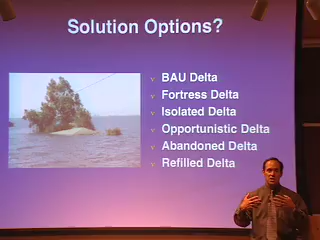 Solution Options?
BAU Delta
Fortress Delta
Isolated Delta
Opportunistic Delta
Abandoned Delta
Refilled Delta